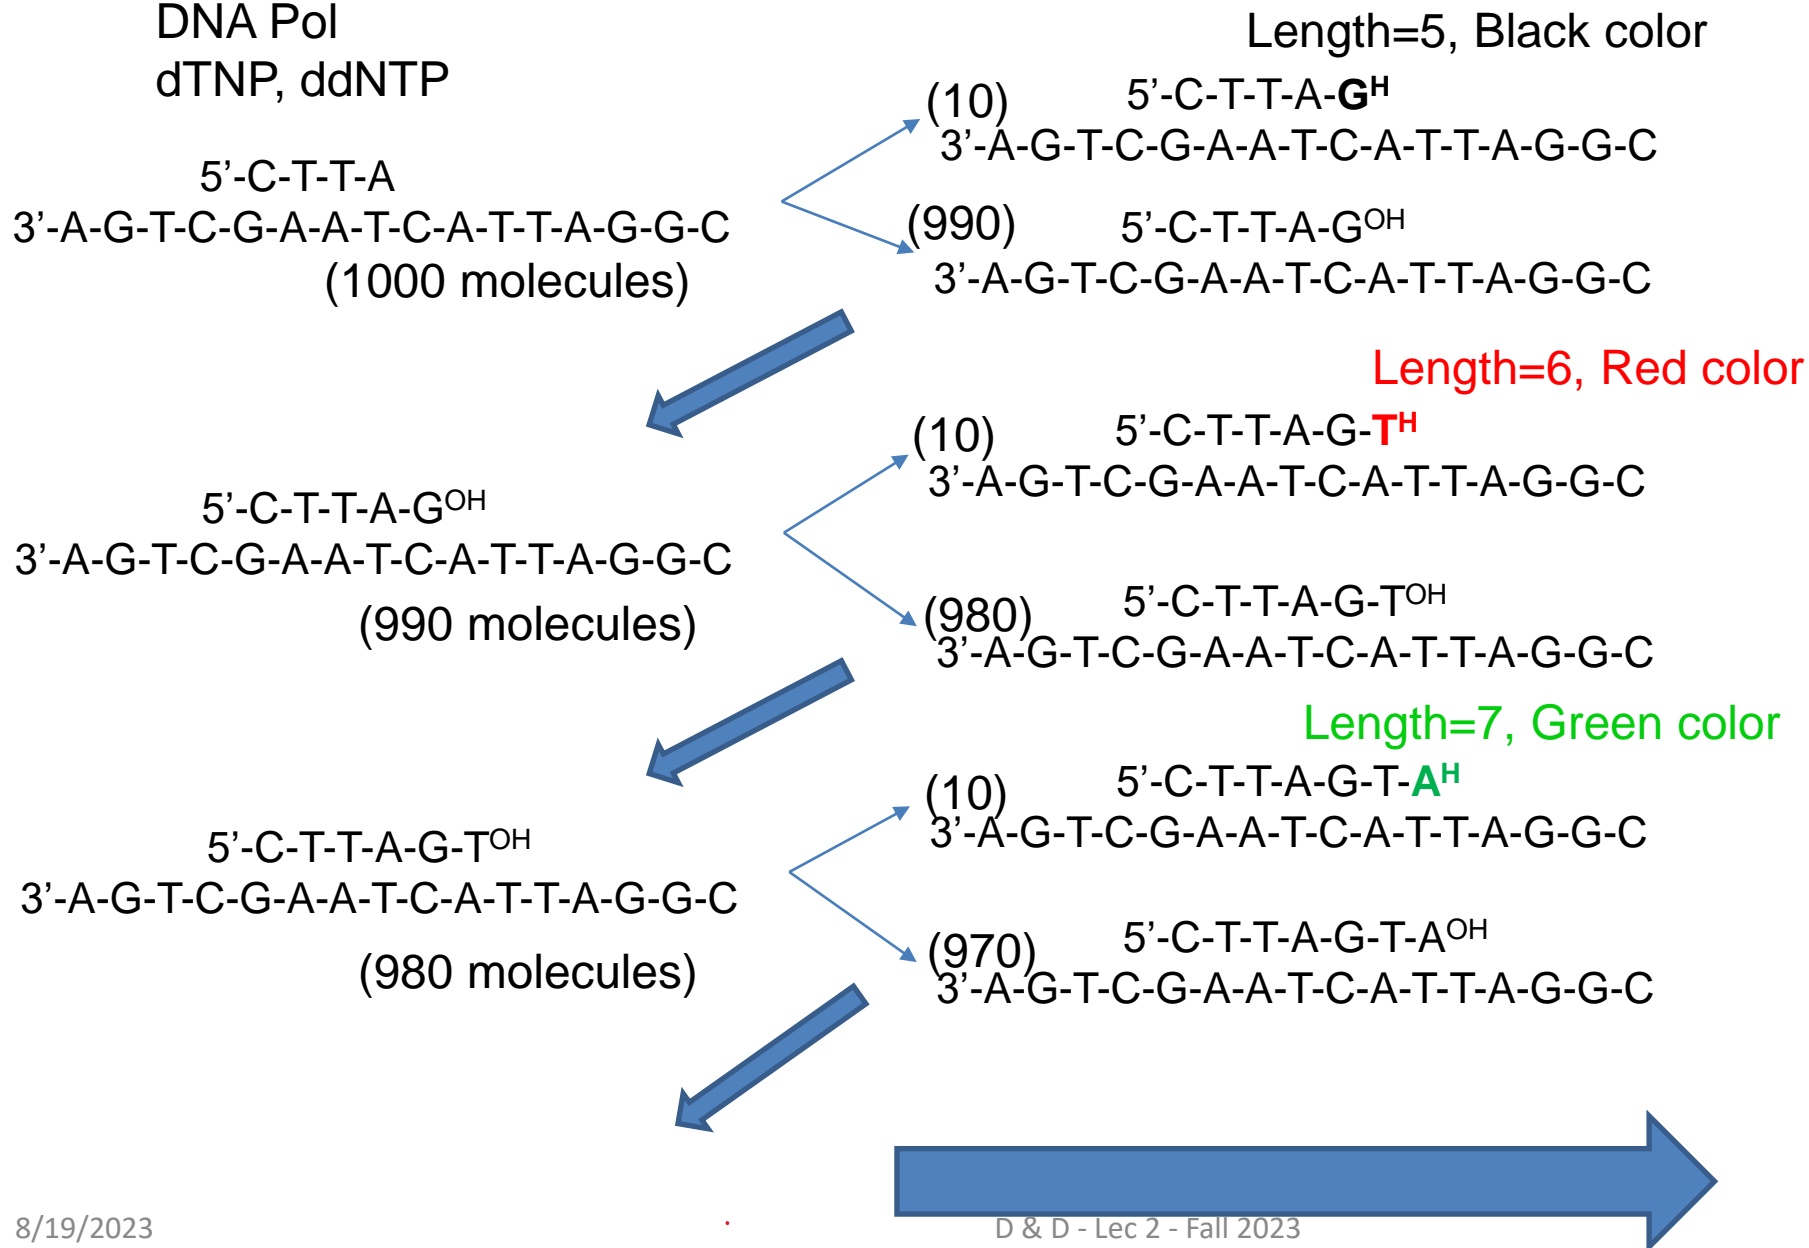 DNA Pol
dTNP, ddNTP
5’-C-T-T-A
3’-A-G-T-C-G-A-A-T-C-A-T-T-A-G-G-C
(1000 molecules)
Length=5, Black color
(10) 5’-C-T-T-A-Gᴴ
3’-A-G-T-C-G-A-A-T-C-A-T-T-A-G-G-C
(990) 5’-C-T-T-A-Gᴼᴴ
3’-A-G-T-C-G-A-A-T-C-A-T-T-A-G-G-C
5’-C-T-T-A-Gᴼᴴ
3’-A-G-T-C-G-A-A-T-C-A-T-T-A-G-G-C
(990 molecules)
Length=6, Red color
(10) 5’-C-T-T-A-G-Tᴴ
3’-A-G-T-C-G-A-A-T-C-A-T-T-A-G-G-C
(980) 5’-C-T-T-A-G-Tᴼᴴ
3’-A-G-T-C-G-A-A-T-C-A-T-T-A-G-G-C
5’-C-T-T-A-G-Tᴼᴴ
3’-A-G-T-C-G-A-A-T-C-A-T-T-A-G-G-C
(980 molecules)
Length=7, Green color
(10) 5’-C-T-T-A-G-T-Aᴴ
3’-A-G-T-C-G-A-A-T-C-A-T-T-A-G-G-C
(970) 5’-C-T-T-A-G-T-Aᴼᴴ
3’-A-G-T-C-G-A-A-T-C-A-T-T-A-G-G-C
8/19/2023
D & D - Lec 2 - Fall 2023